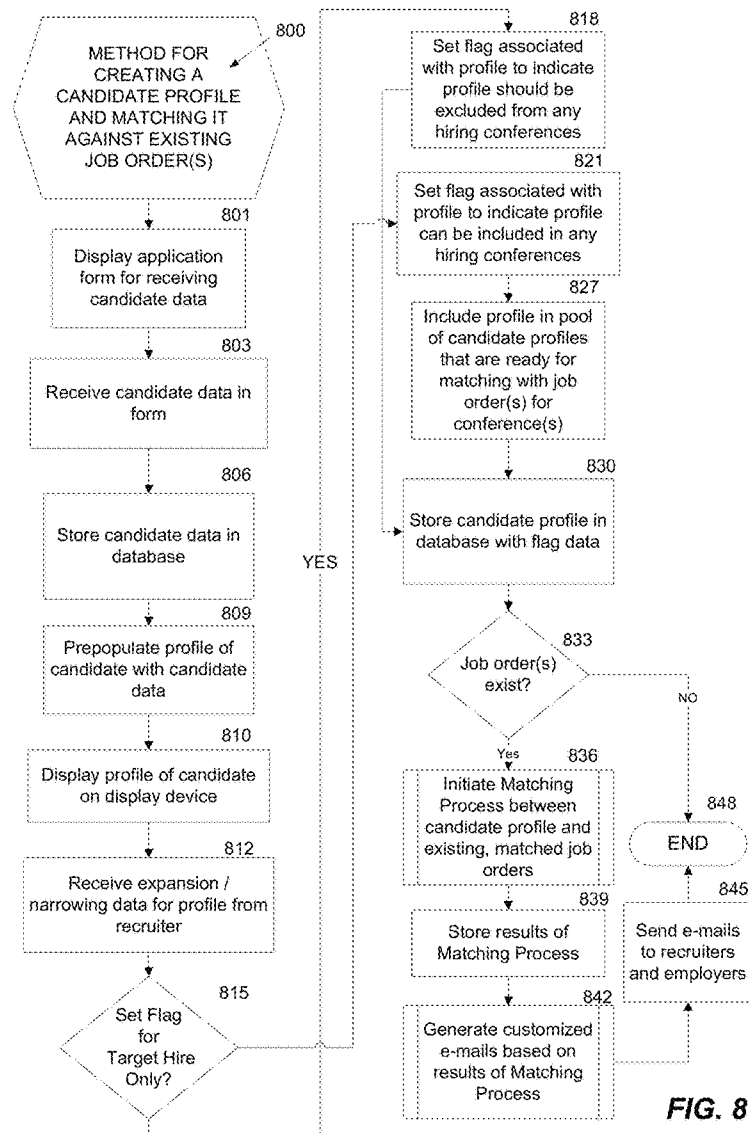 METHOD FOR
CREATING A
CANDIDATE PROFILE
AND MATCHING IT
AGAINST EXISTING
JOB ORDER(S)
800
801
Display application
form for receiving
candidate data
803
Receive candidate data in
form
806
Store candidate data in
database
809
Prepopulate profile of
candidate with candidate
data
810
Display profile of candidate
on display device
812
Receive expansion /
narrowing data for profile from
recruiter
815
Set Flag
for
Target Hire
Only?
YES
818
Set flag associated
with profile to indicate
profile should be
excluded from any
hiring conferences
821
Set flag associated with
profile to indicate profile
can be included in any
hiring conferences
827
Include profile in pool
of candidate profiles
that are ready for
matching with job
order(s) for
conference(s)
830
Store candidate profile in
database with flag data
833
Job order(s)
exist?
NO
Yes
836
Initiate Matching
Process between
candidate profile and
existing, matched job
orders
839
Store results of
Matching Process
842
Generate customized
e-mails based on
results of Matching
Process
848
END
845
Send e-mails
to recruiters
and employers
FIG. 8